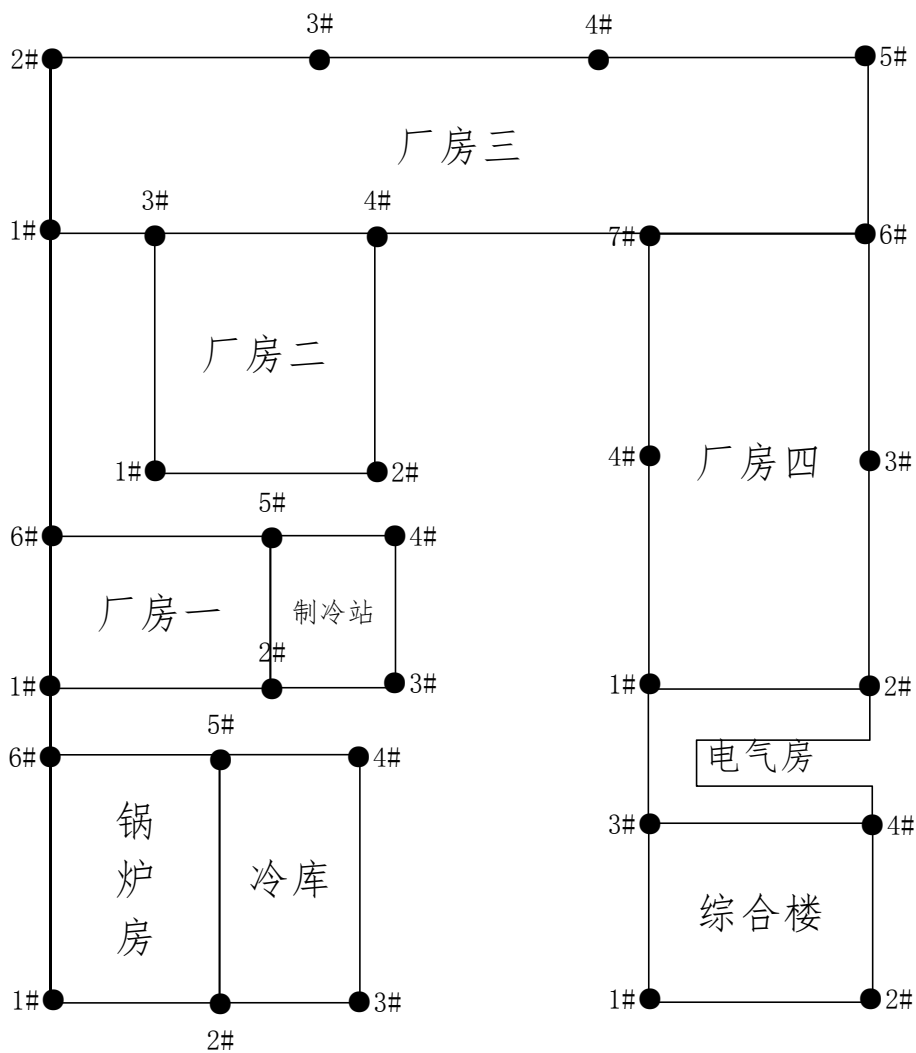 3# 4#
2# 5#
厂房三
3# 4#
1# 7# 6#
厂房二
厂房四
1# 2# 4# 3#
5#
6# 4#
厂房一 制冷站
2#
1# 3# 1# 2#
5#
6# 4# 电气房
锅炉房 冷库
3# 4#
综合楼
1# 3# 1# 2#
2#